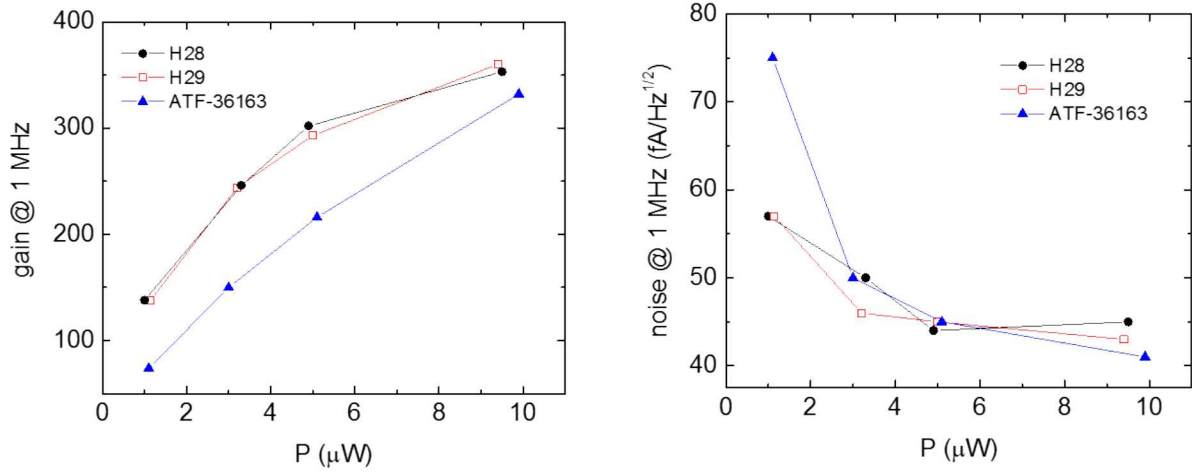 400
300
200
100
gain @ 1 MHz
H28
H29
ATF-36163
0 2 4 6 8 10
P (μW)
80
70
60
50
40
noise @ 1 MHz (fA/Hz^1/2)
H28
H29
ATF-36163
0 2 4 6 8 10
P (μW)